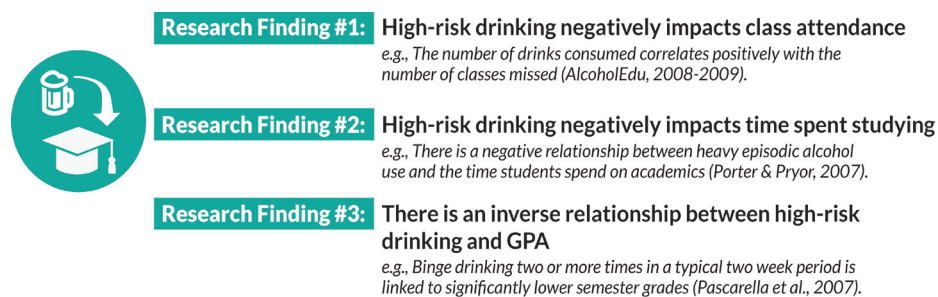 Research Finding #1: High-risk drinking negatively impacts class attendance
e.g., The number of drinks consumed correlates positively with the
number of classes missed (AlcoholEdu, 2008-2009).
Research Finding #2: High-risk drinking negatively impacts time spent studying
e.g., There is a negative relationship between heavy episodic alcohol
use and the time students spend on academics (Porter & Pryor, 2007).
Research Finding #3: There is an inverse relationship between high-risk
drinking and GPA
e.g., Binge drinking two or more times in a typical two week period is
linked to significantly lower semester grades (Pascarella et al., 2007).